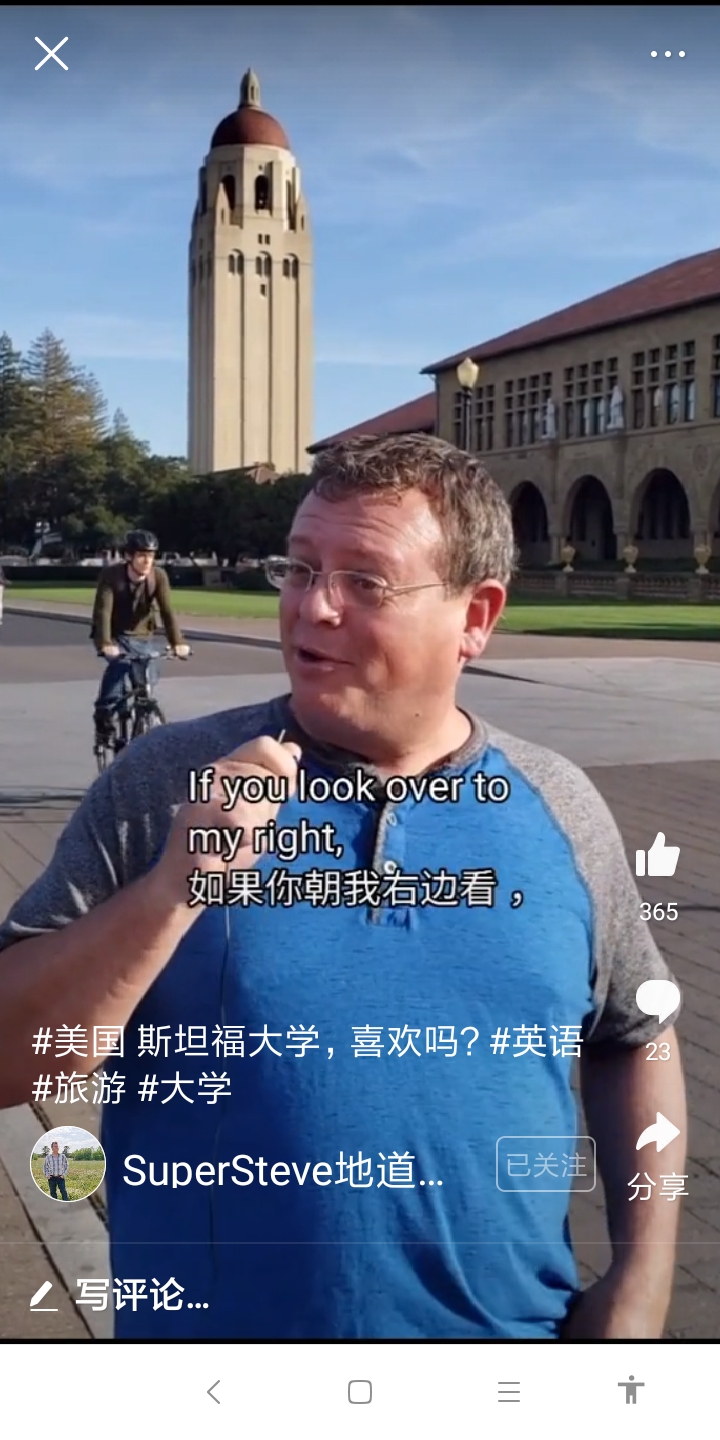 If you look over to
my right,
如果你朝我右边看，
365
23
#美国 斯坦福大学，喜欢吗？#英语
#旅游 #大学
SuperSteve地道...
已关注
分享
写评论...